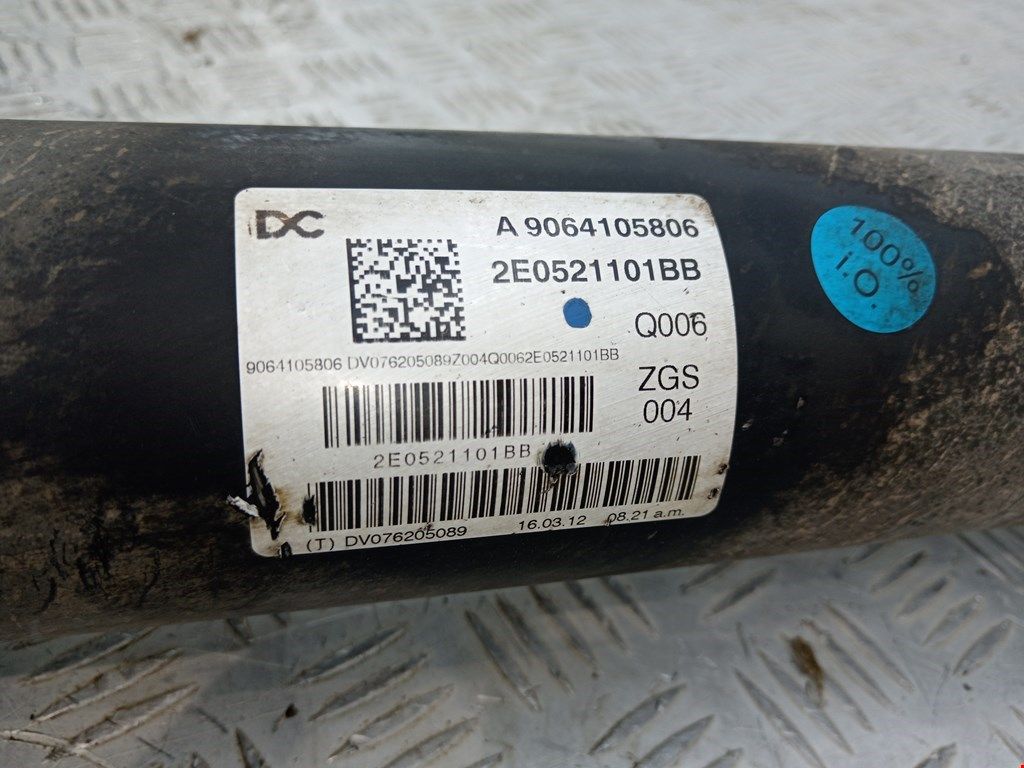 DC
A 9064105806
2E0521101BB
Q006
9064105806 DV076205089Z004Q0062E0521101BB
ZGS
004
2E0521101BB
(T) DV076205089 16.03.12 08.21 a.m.
100%
i.O.